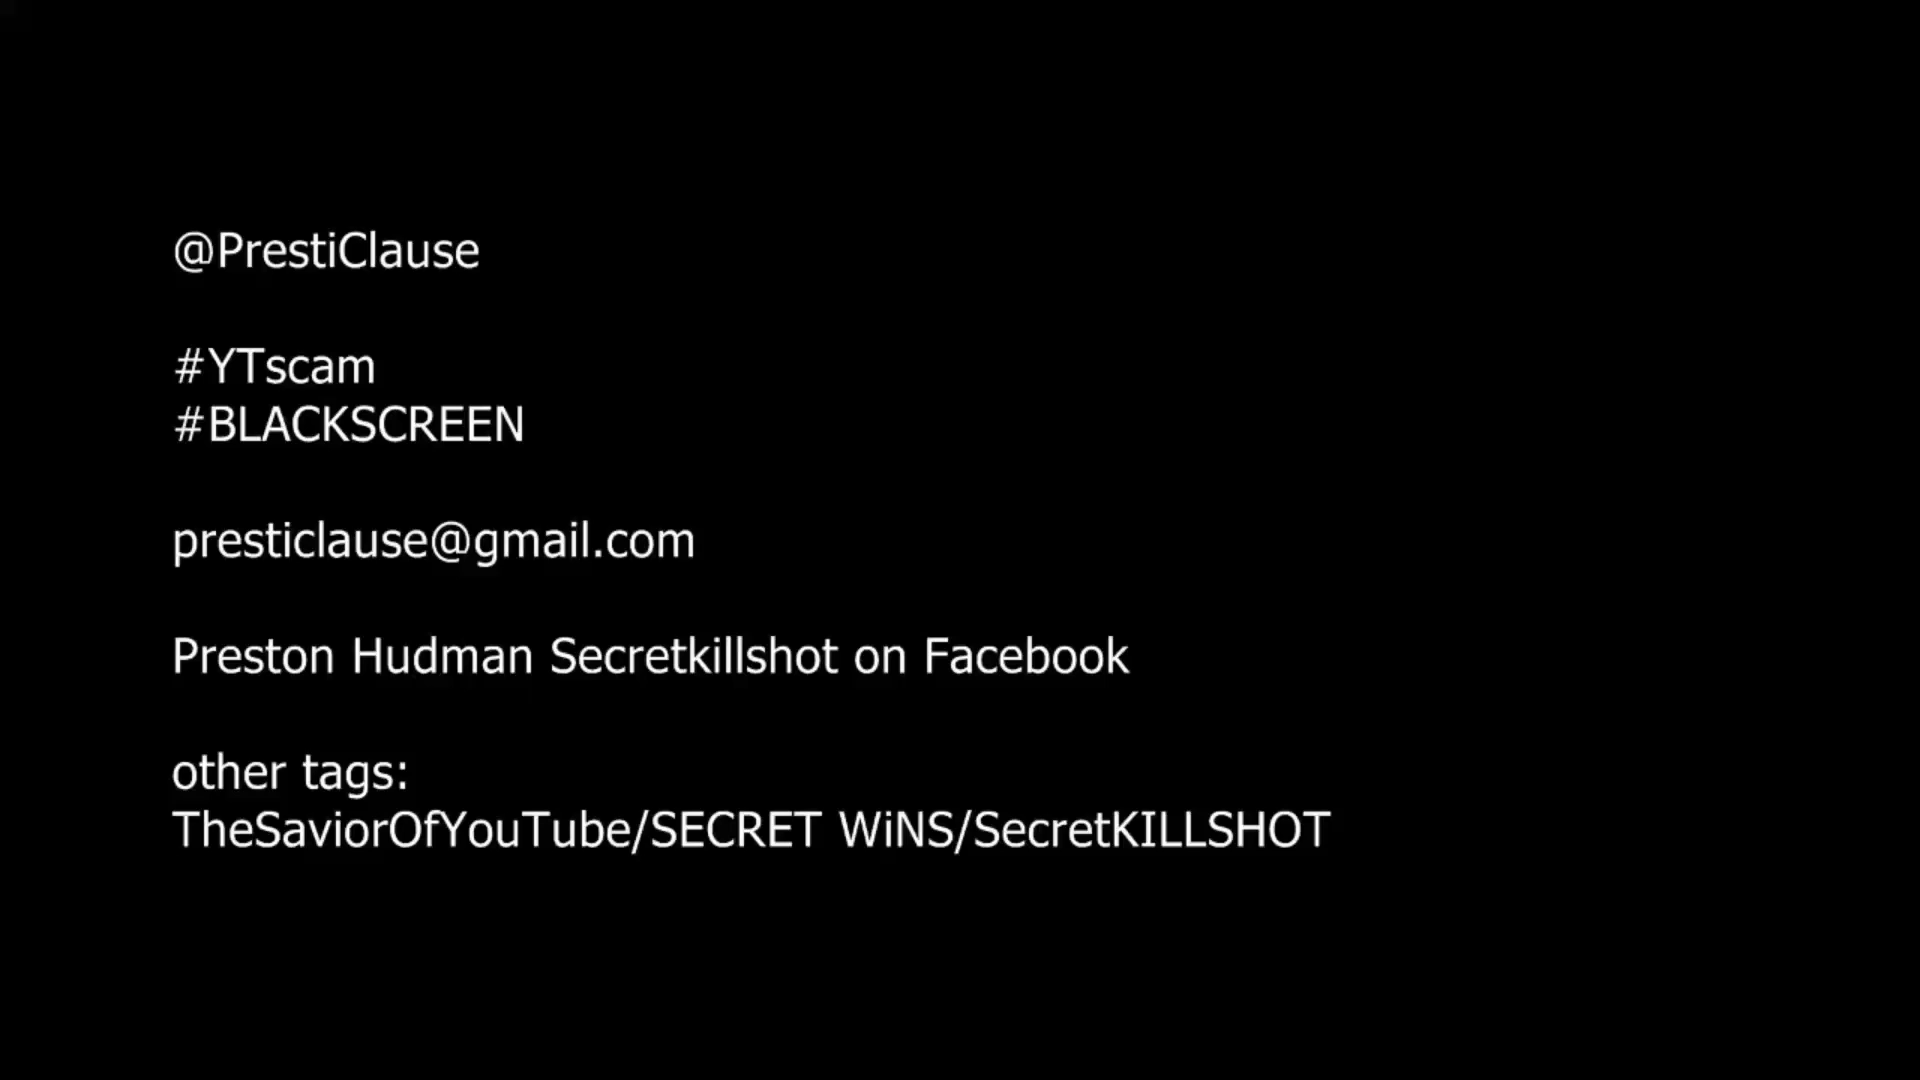 @PrestiClause
#YTscam
#BLACKSCREEN
presticlause@gmail.com
Preston Hudman Secretkillshot on Facebook
other tags:
TheSaviorOfYouTube/SECRET WiNS/SecretKILLSHOT